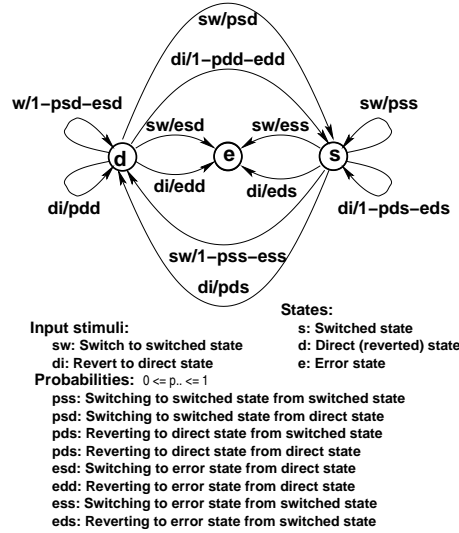 sw/psd
di/1-pdd-edd
w/1-psd-esd
sw/esd
sw/ess
sw/pss
d
e
s
di/pdd
di/edd
di/eds
di/1-pds-eds
sw/1-pss-ess
di/pds
Input stimuli:
sw: Switch to switched state
di: Revert to direct state
States:
s: Switched state
d: Direct (reverted) state
e: Error state
Probabilities: 0 <= p.. <= 1
pss: Switching to switched state from switched state
psd: Switching to switched state from direct state
pds: Reverting to direct state from switched state
pds: Reverting to direct state from direct state
esd: Switching to error state from direct state
edd: Reverting to error state from direct state
ess: Switching to error state from switched state
eds: Reverting to error state from switched state